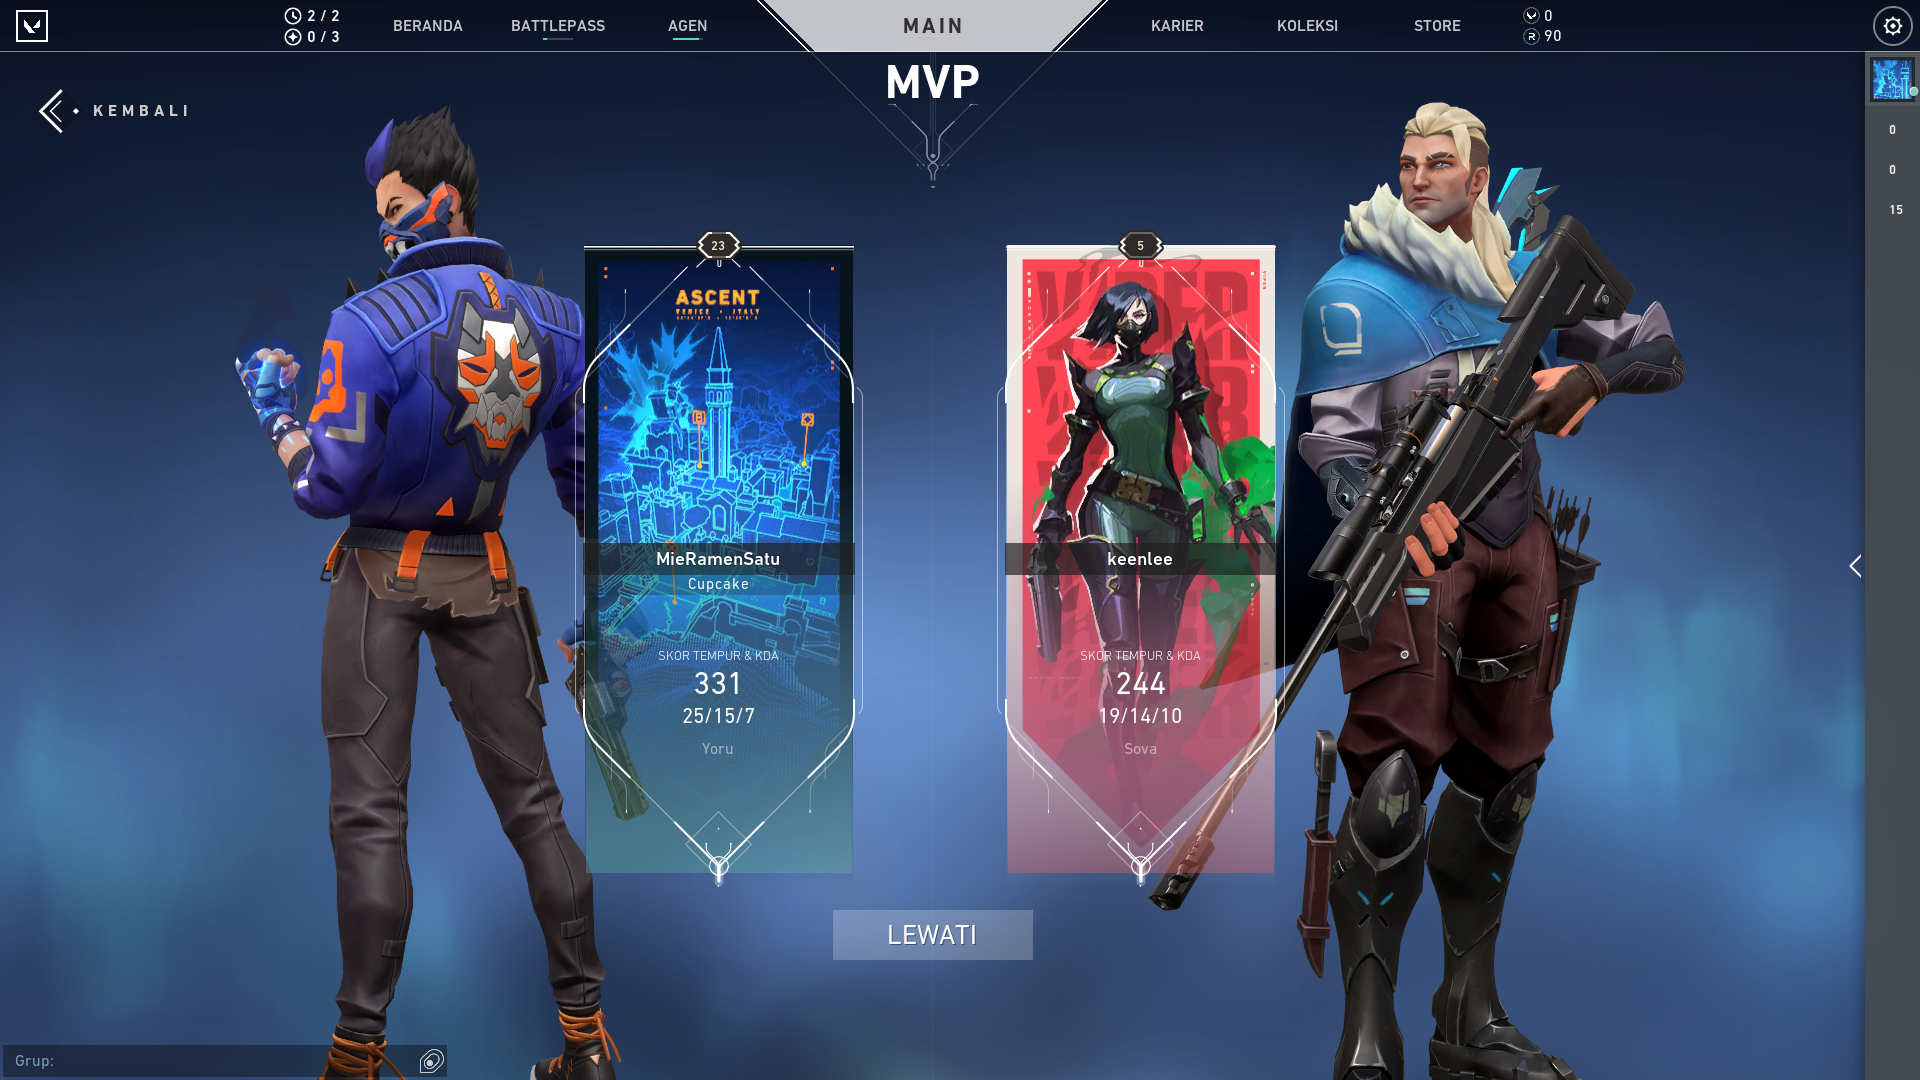 2 / 2
0 / 3
BERANDA
BATTLEPASS
AGEN
MAIN
KARIER
KOLEKSI
STORE
0
90
MVP
KEMBALI
0
0
15
23
ASCENT
VENICE • ITALY
MieRamenSatu
Cupcake
SKOR TEMPUR & KDA
331
25/15/7
Yoru
5
VIPER
keenlee
SKOR TEMPUR & KDA
244
19/14/10
Sova
LEWATI
Grup: